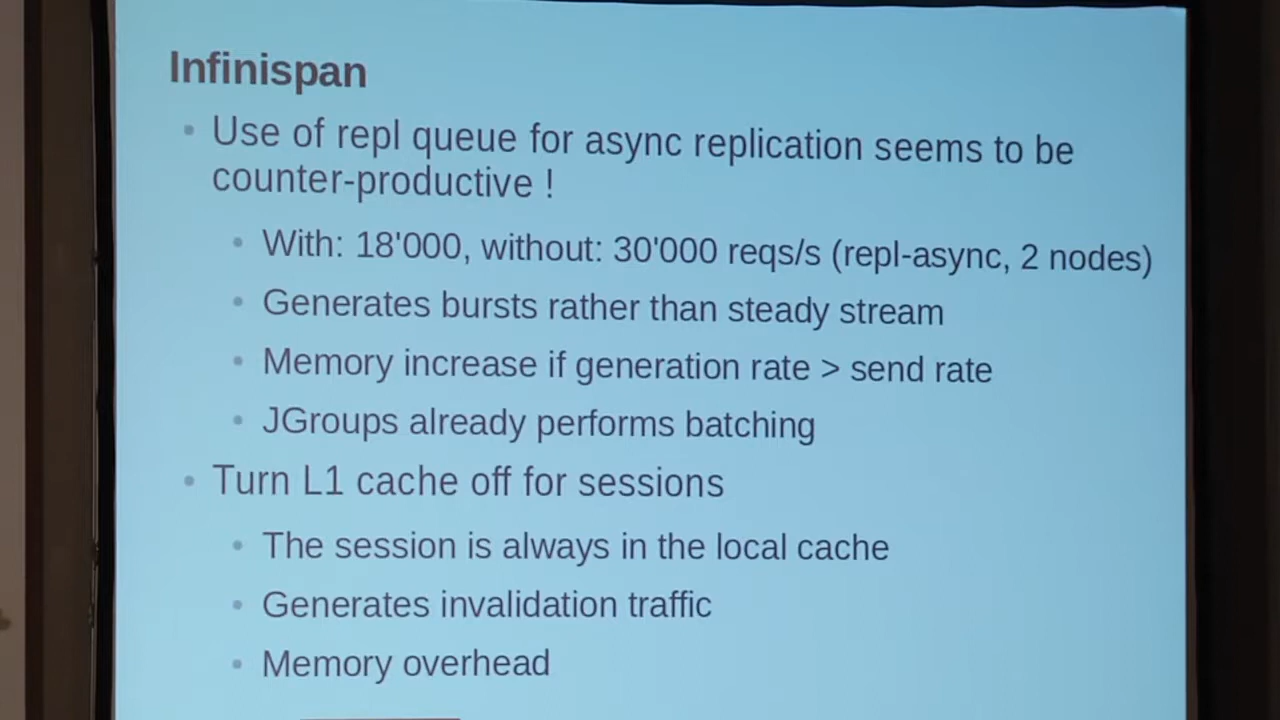 Infinispan
Use of repl queue for async replication seems to be
counter-productive !
With: 18'000, without: 30'000 reqs/s (repl-async, 2 nodes)
Generates bursts rather than steady stream
Memory increase if generation rate > send rate
JGroups already performs batching
Turn L1 cache off for sessions
The session is always in the local cache
Generates invalidation traffic
Memory overhead